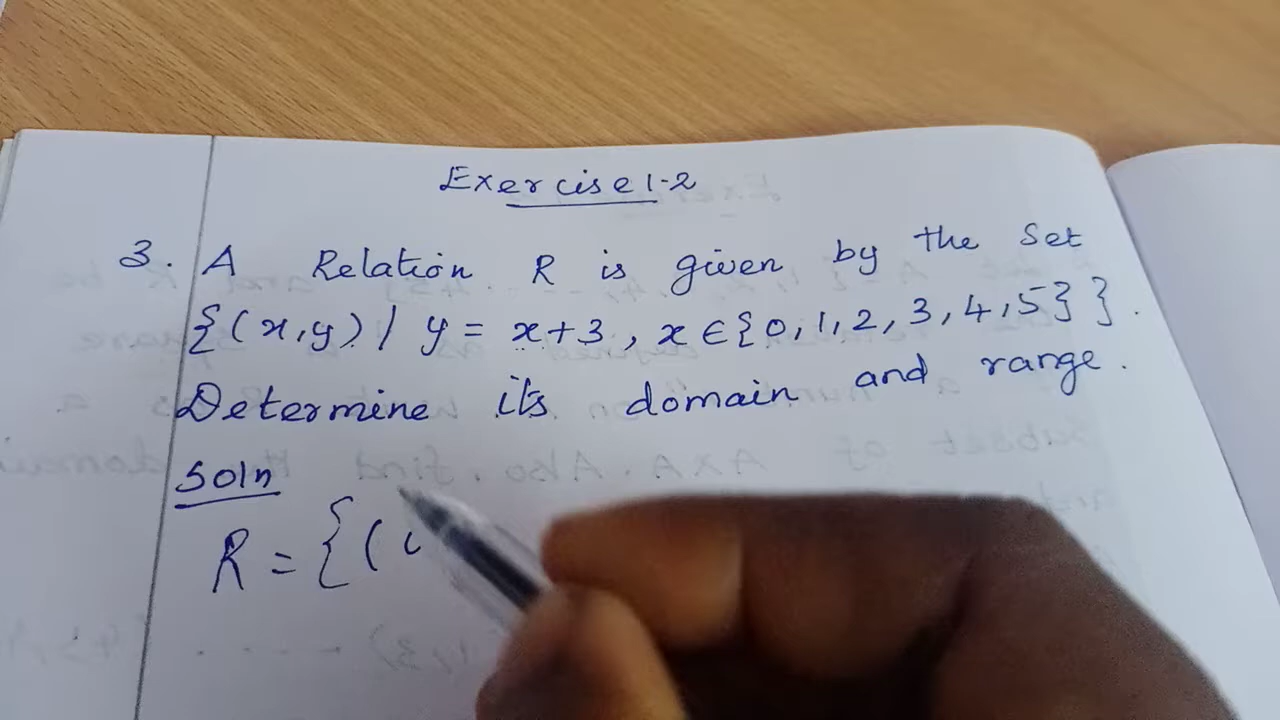 Exercise 1.2
3. A Relation R is given by the set
{(x,y) / y = x+3, x ∈ {0,1,2,3,4,5}}.
Determine its domain and range.
Soln
R = {(